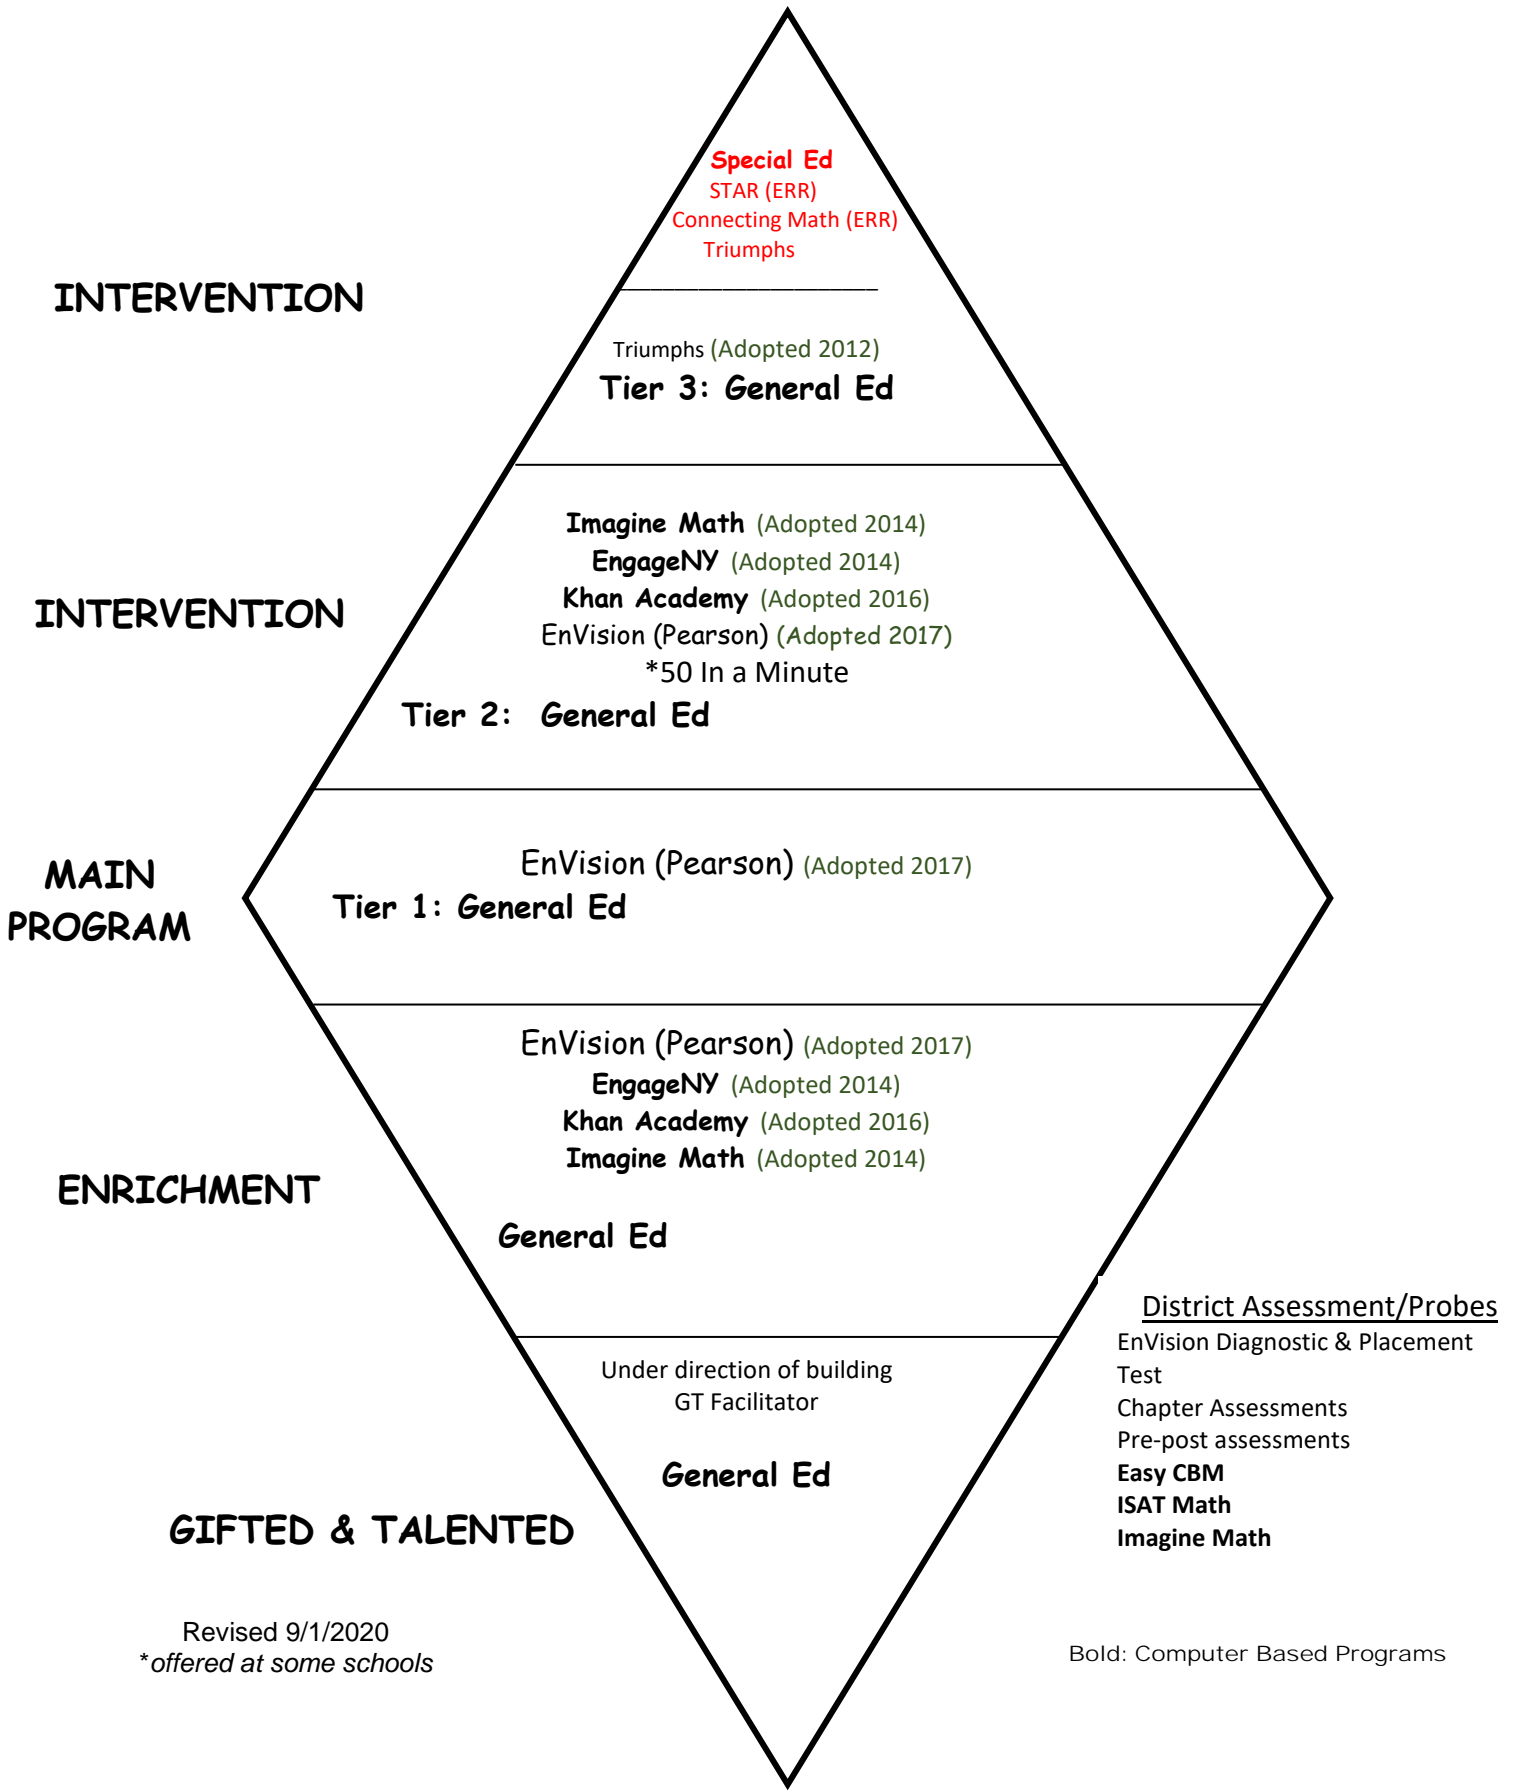 Special Ed
STAR (ERR)
Connecting Math (ERR)
Triumphs
INTERVENTION
Triumphs (Adopted 2012)
Tier 3: General Ed
Imagine Math (Adopted 2014)
EngageNY (Adopted 2014)
Khan Academy (Adopted 2016)
INTERVENTION
EnVision (Pearson) (Adopted 2017)
*50 In a Minute
Tier 2: General Ed
MAIN
PROGRAM
EnVision (Pearson) (Adopted 2017)
Tier 1: General Ed
EnVision (Pearson) (Adopted 2017)
EngageNY (Adopted 2014)
Khan Academy (Adopted 2016)
Imagine Math (Adopted 2014)
ENRICHMENT
General Ed
Under direction of building
GT Facilitator
General Ed
GIFTED & TALENTED
District Assessment/Probes
EnVision Diagnostic & Placement
Test
Chapter Assessments
Pre-post assessments
Easy CBM
ISAT Math
Imagine Math
Revised 9/1/2020
*offered at some schools
Bold: Computer Based Programs